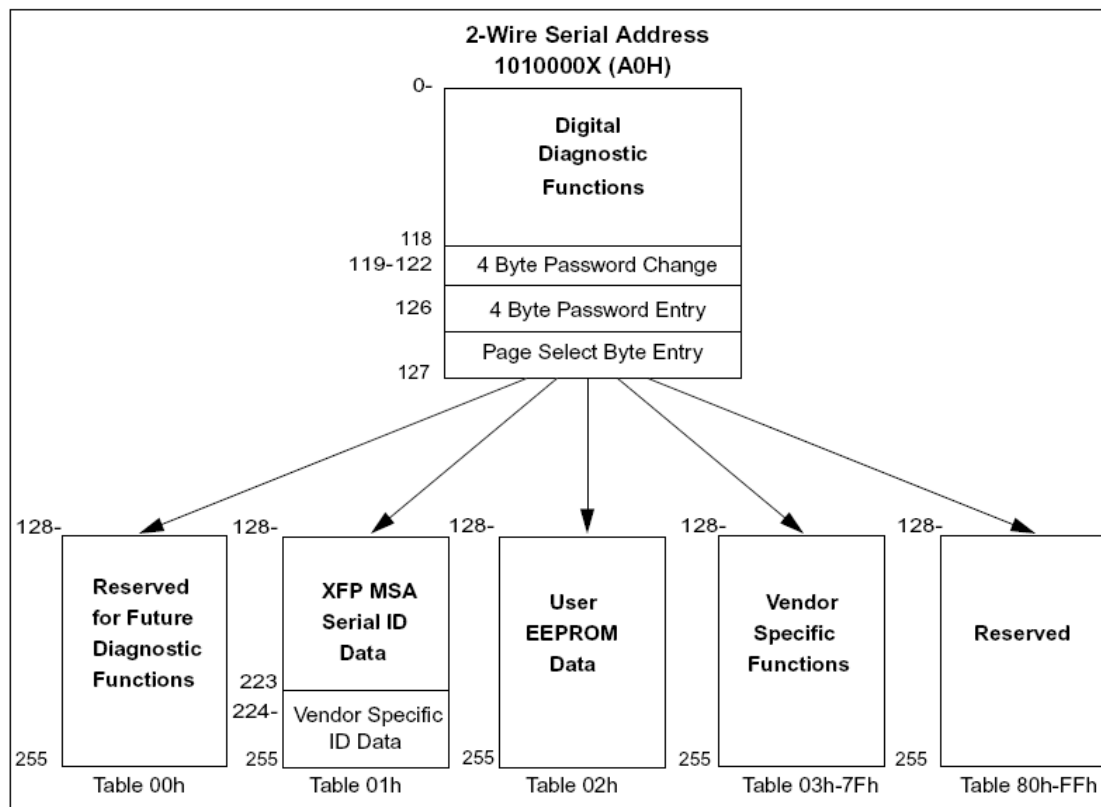 2-Wire Serial Address
1010000X (A0H)
0-
Digital
Diagnostic
Functions
118
119-122
4 Byte Password Change
126
4 Byte Password Entry
Page Select Byte Entry
127
128-
Reserved
for Future
Diagnostic
Functions
255
Table 00h
128-
XFP MSA
Serial ID
Data
223
224-
Vendor Specific
ID Data
255
Table 01h
128-
User
EEPROM
Data
255
Table 02h
128-
Vendor
Specific
Functions
255
Table 03h-7Fh
128-
Reserved
255
Table 80h-FFh